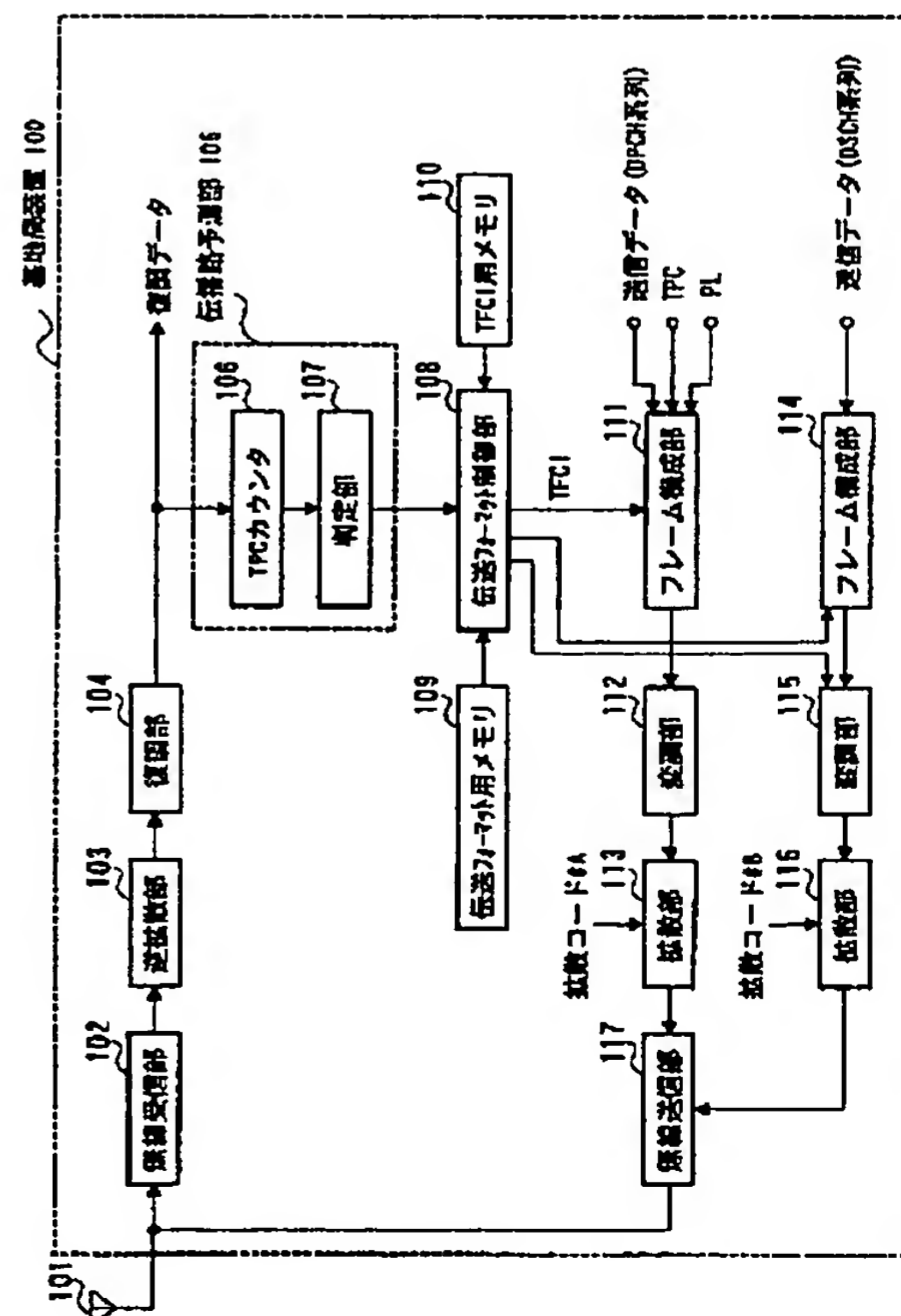 基地局装置 100
101
102
無線受信部
103
逆拡散部
104
復調部
復調データ
伝搬路予測部 105
106
TPCカウンタ
107
判定部
109
伝送フォーマット用メモリ
108
伝送フォーマット制御部
110
TFCI用メモリ
TFCI
117
無線送信部
拡散コード#A
113
拡散部
112
変調部
111
フレーム構成部
送信データ(DPCH系列)
TPC
PL
拡散コード#B
116
拡散部
115
変調部
114
フレーム構成部
送信データ(DSCH系列)